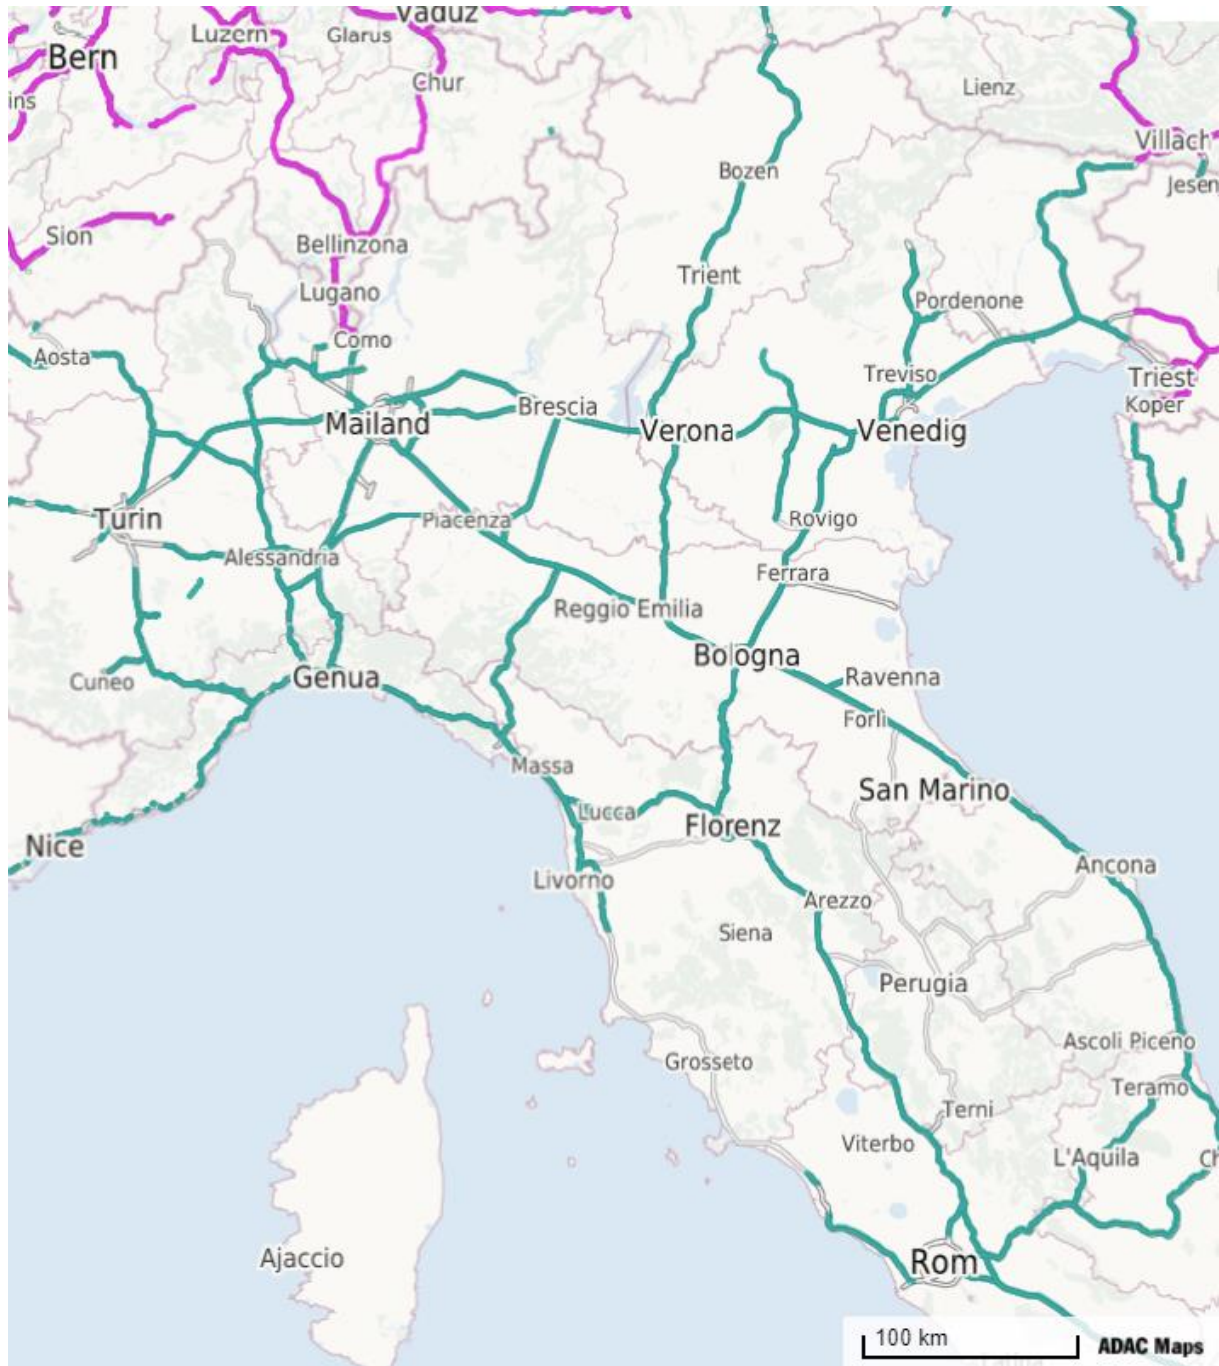 Vaduz
Luzern
Glarus
Bern
Chur
Lienz
ins
Villach
Bozen
Jesen
Sion
Bellinzona
Trient
Lugano
Pordenone
Como
Aosta
Treviso
Triest
Brescia
Koper
Mailand
Verona
Venedig
Turin
Piacenza
Rovigo
Alessandria
Ferrara
Reggio Emilia
Bologna
Genua
Ravenna
Cuneo
Forlì
Massa
San Marino
Lucca
Florenz
Nice
Ancona
Livorno
Arezzo
Siena
Perugia
Ascoli Piceno
Grosseto
Teramo
Terni
Viterbo
L'Aquila
Ch
Ajaccio
Rom
100 km
ADAC Maps